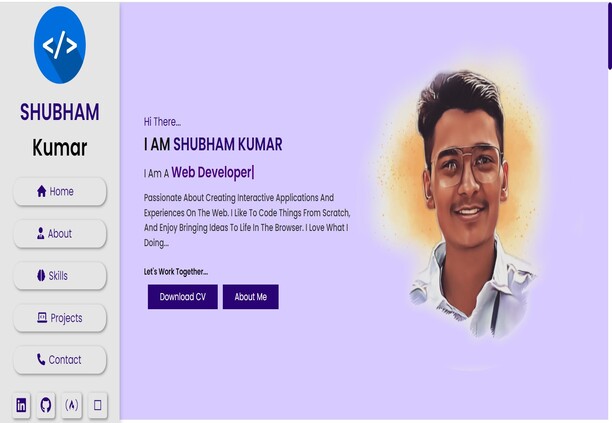 </>
SHUBHAM
Kumar
Home
About
Skills
Projects
Contact
in
Hi There...
I AM SHUBHAM KUMAR
I Am A Web Developer|
Passionate About Creating Interactive Applications And
Experiences On The Web. I Like To Code Things From Scratch,
And Enjoy Bringing Ideas To Life In The Browser. I Love What I
Doing...
Let's Work Together...
Download CV About Me